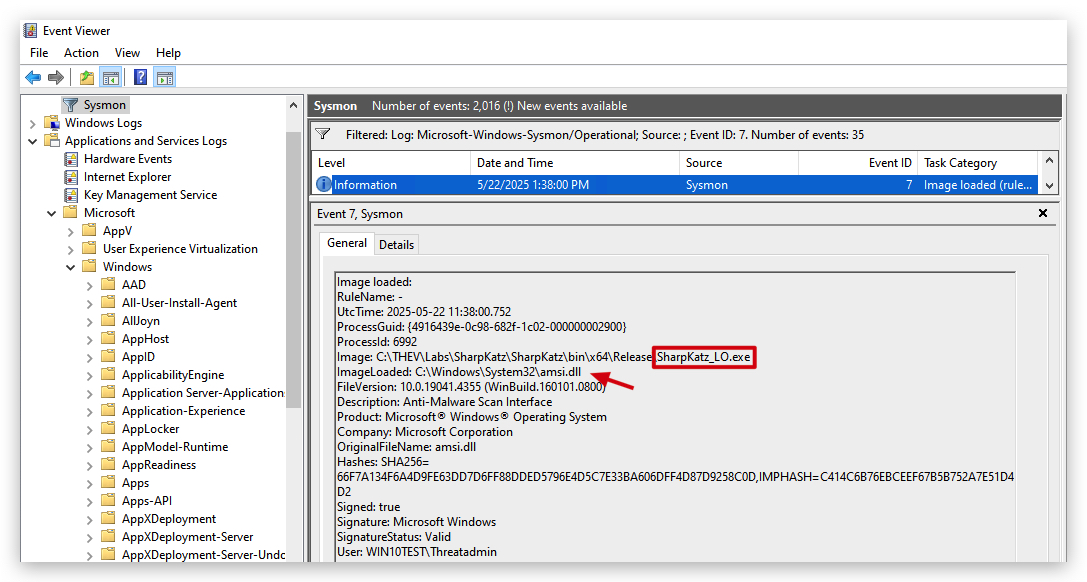 Event Viewer
File Action View Help
Sysmon
Windows Logs
Applications and Services Logs
Hardware Events
Internet Explorer
Key Management Service
Microsoft
AppV
User Experience Virtualization
Windows
AAD
All-User-Install-Agent
AllJoyn
AppHost
AppID
ApplicabilityEngine
Application Server-Applications
Application-Experience
AppLocker
AppModel-Runtime
AppReadiness
Apps
Apps-API
AppXDeployment
AppXDeployment-Server
AppXDeployment-Server-Undo
Sysmon Number of events: 2,016 (!) New events available
Filtered: Log: Microsoft-Windows-Sysmon/Operational; Source: ; Event ID: 7. Number of events: 35
Level Date and Time Source Event ID Task Category
Information 5/22/2025 1:38:00 PM Sysmon 7 Image loaded (rule...
Event 7, Sysmon
General Details
Image loaded:
RuleName: -
UtcTime: 2025-05-22 11:38:00.752
ProcessGuid: {4916439e-0c98-682f-1c02-000000002900}
ProcessId: 6992
Image: C:\THEV\Labs\SharpKatz\SharpKatz\bin\x64\Release\SharpKatz_LO.exe
ImageLoaded: C:\Windows\System32\amsi.dll
FileVersion: 10.0.19041.4355 (WinBuild.160101.0800)
Description: Anti-Malware Scan Interface
Product: Microsoft® Windows® Operating System
Company: Microsoft Corporation
OriginalFileName: amsi.dll
Hashes: SHA256=
66F7A134F6A4D9FE63DD7D6FF88DDED5796E4D5C7E33BA606DFF4D87D9258C0D,IMPHASH=C414C6B76EBCEEF67B5B752A7E51D4
D2
Signed: true
Signature: Microsoft Windows
SignatureStatus: Valid
User: WIN10TEST\Threatadmin